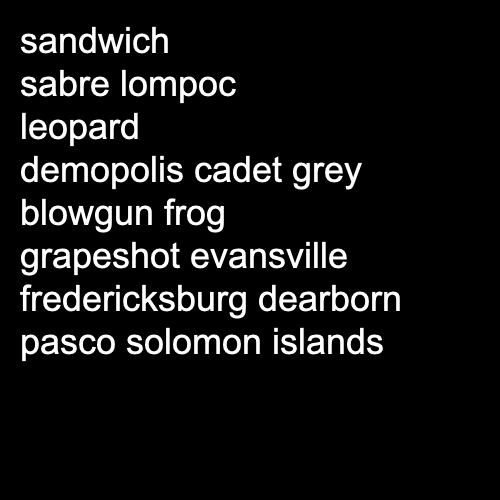 sandwich
sabre lompoc
leopard
demopolis cadet grey
blowgun frog
grapeshot evansville
fredericksburg dearborn
pasco solomon islands